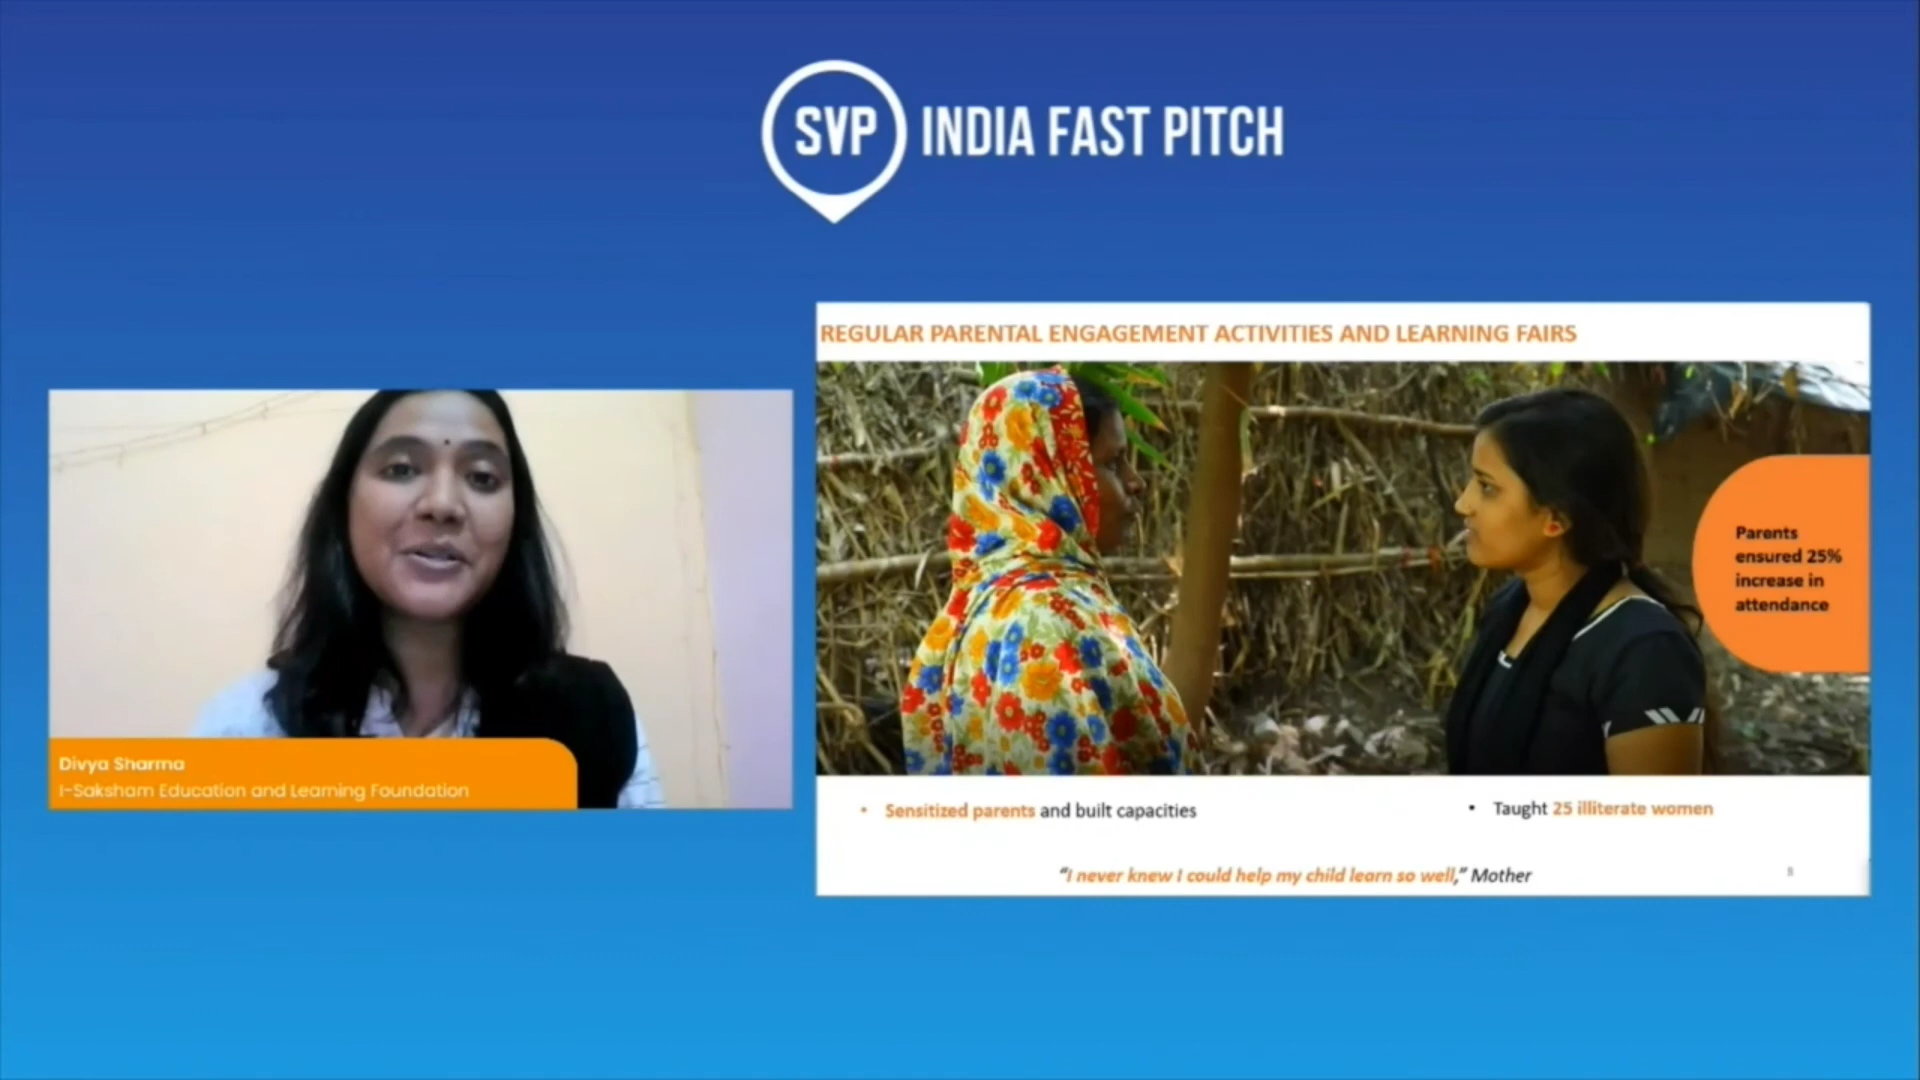 SVP INDIA FAST PITCH
REGULAR PARENTAL ENGAGEMENT ACTIVITIES AND LEARNING FAIRS
Parents
ensured 25%
increase in
attendance
Divya Sharma
I-Saksham Education and Learning Foundation
• Sensitized parents and built capacities
• Taught 25 illiterate women
“I never knew I could help my child learn so well,” Mother
8